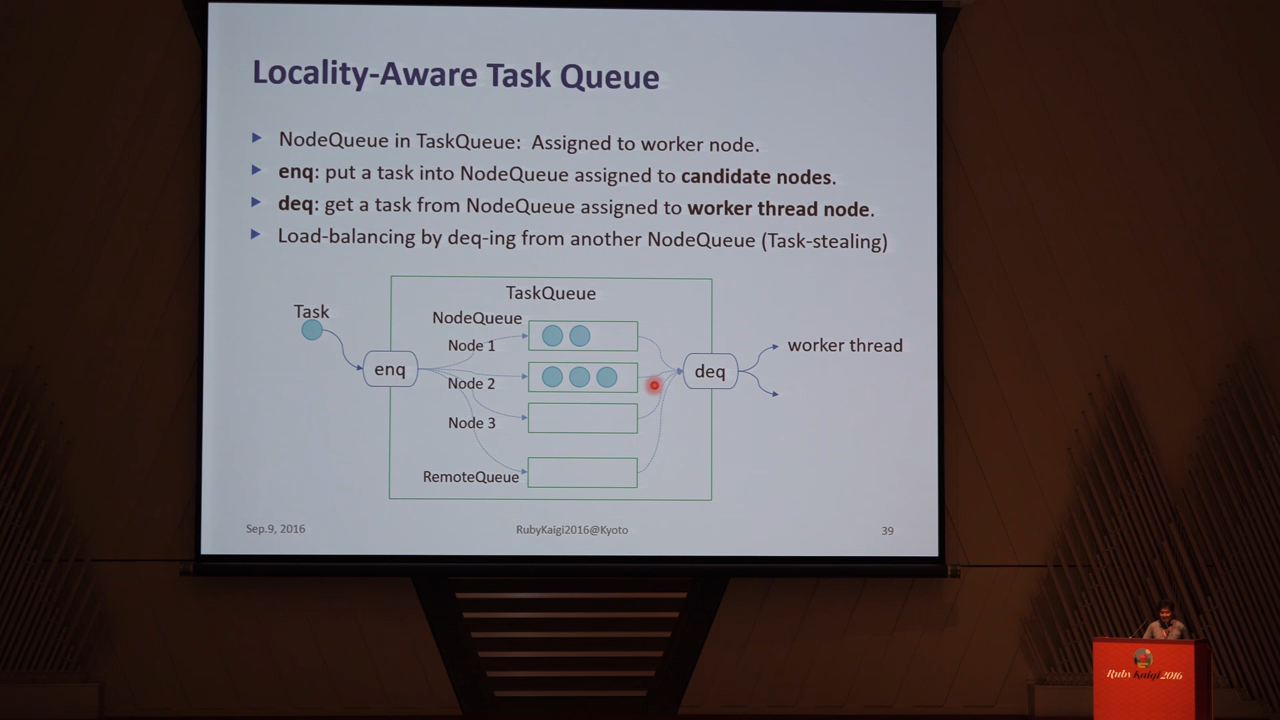 Locality-Aware Task Queue
NodeQueue in TaskQueue: Assigned to worker node.
enq: put a task into NodeQueue assigned to candidate nodes.
deq: get a task from NodeQueue assigned to worker thread node.
Load-balancing by deq-ing from another NodeQueue (Task-stealing)
TaskQueue
Task
NodeQueue
Node 1
worker thread
enq
deq
Node 2
Node 3
RemoteQueue
Sep.9, 2016
RubyKaigi2016@Kyoto
39
RubyKaigi2016